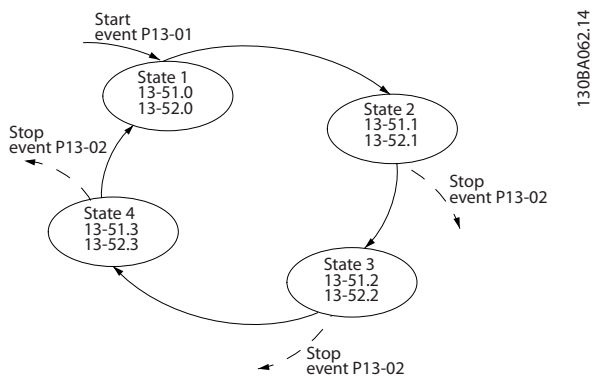 Start
event P13-01
State 1
13-51.0
13-52.0
State 2
13-51.1
13-52.1
Stop
event P13-02
Stop
event P13-02
State 4
13-51.3
13-52.3
State 3
13-51.2
13-52.2
Stop
event P13-02
130BA062.14